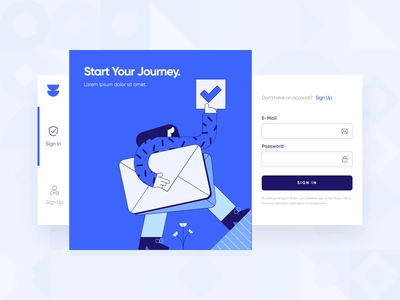 Start Your Journey.
Lorem Ipsum dolor sit amet.
Sign In
Sign Up
Don't have an account? Sign Up.
E-Mail
Password
SIGN IN